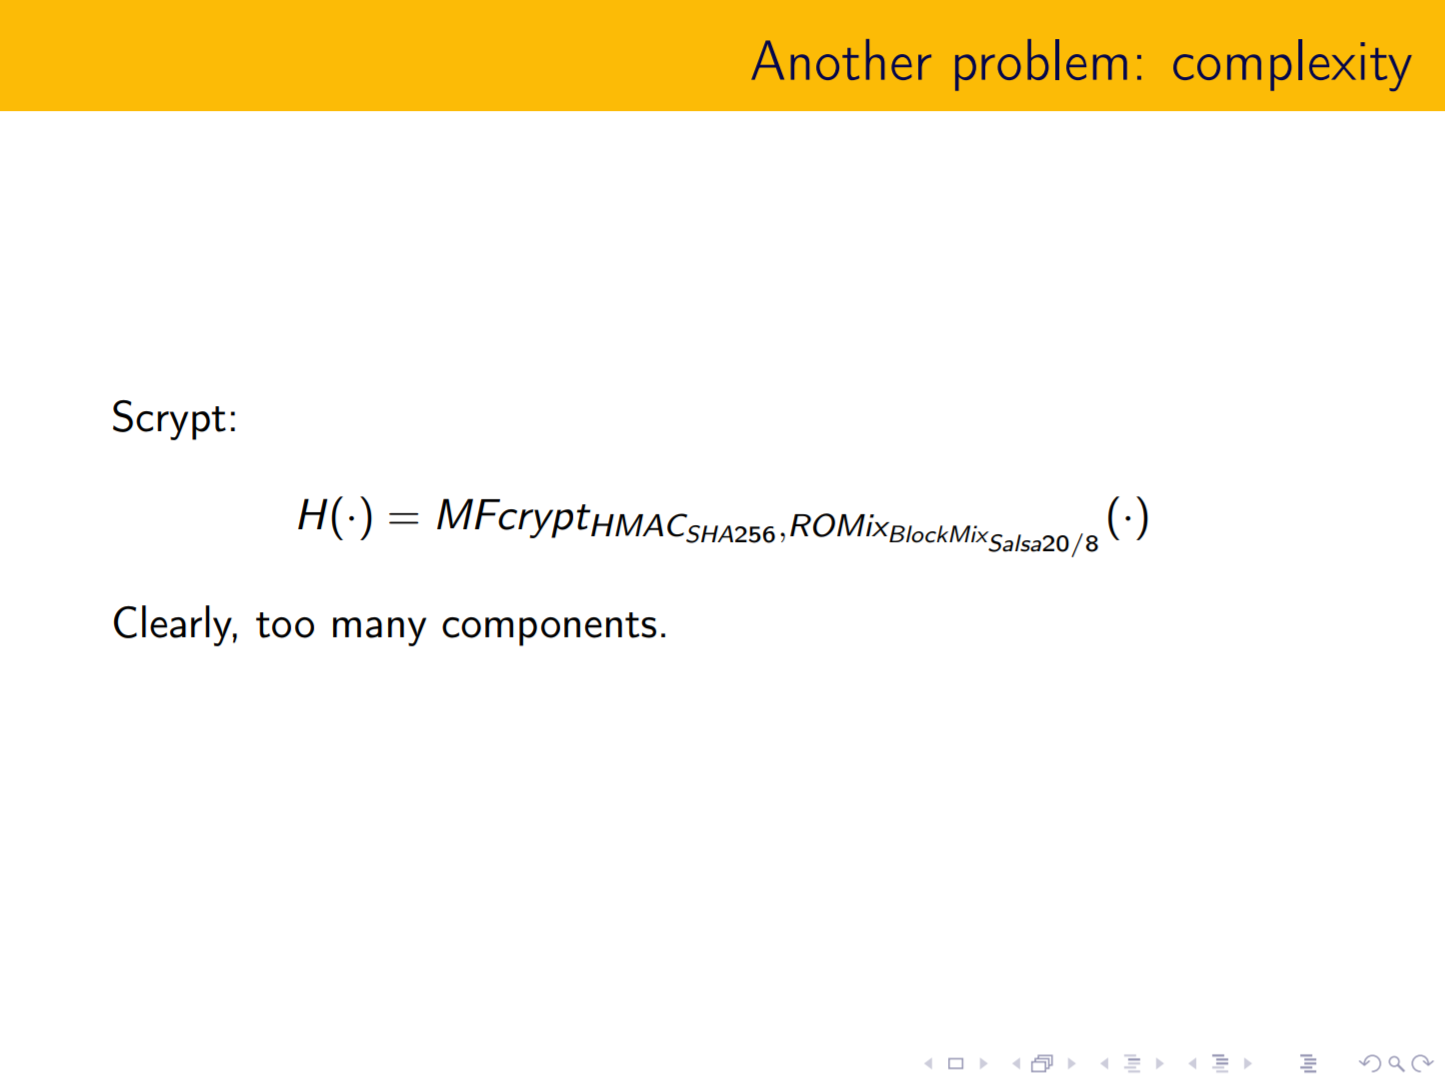 Another problem: complexity
Scrypt:
H(·) = MFcrypt_{HMAC_{SHA256},ROMix_{BlockMix_{Salsa20/8}}}(·)
Clearly, too many components.